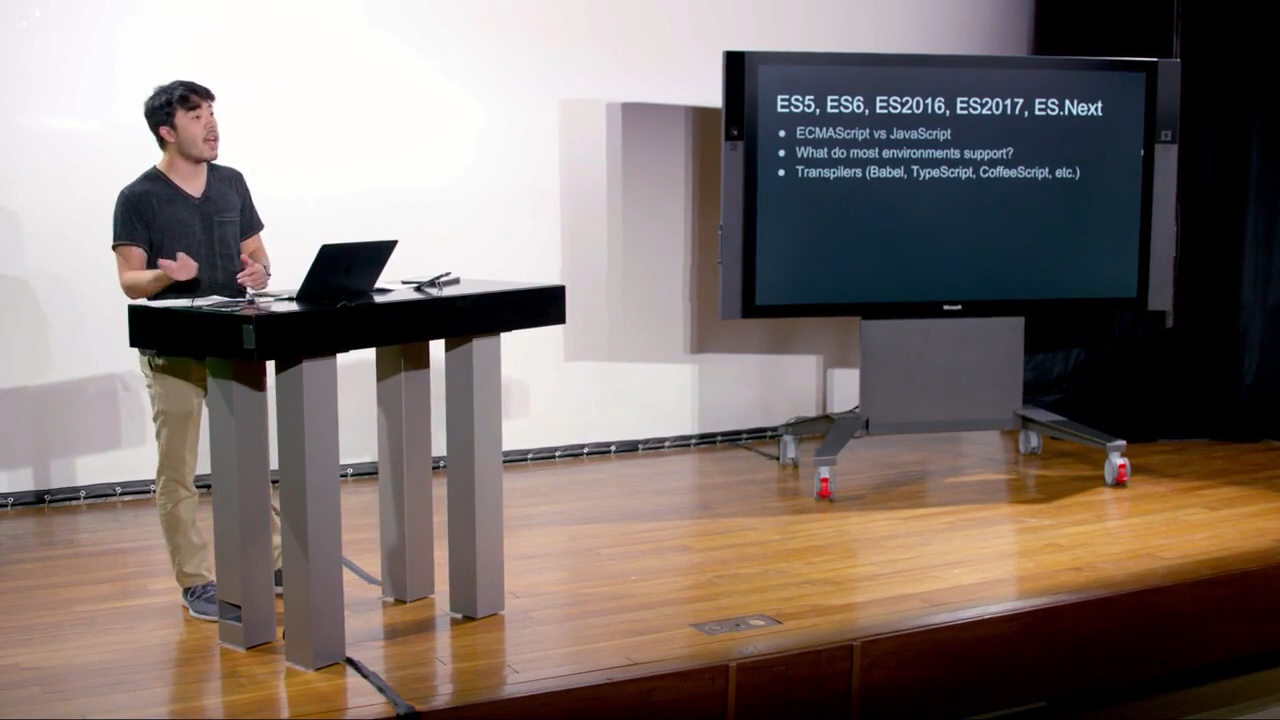 ES5, ES6, ES2016, ES2017, ES.Next
● ECMAScript vs JavaScript
● What do most environments support?
● Transpilers (Babel, TypeScript, CoffeeScript, etc.)
Microsoft